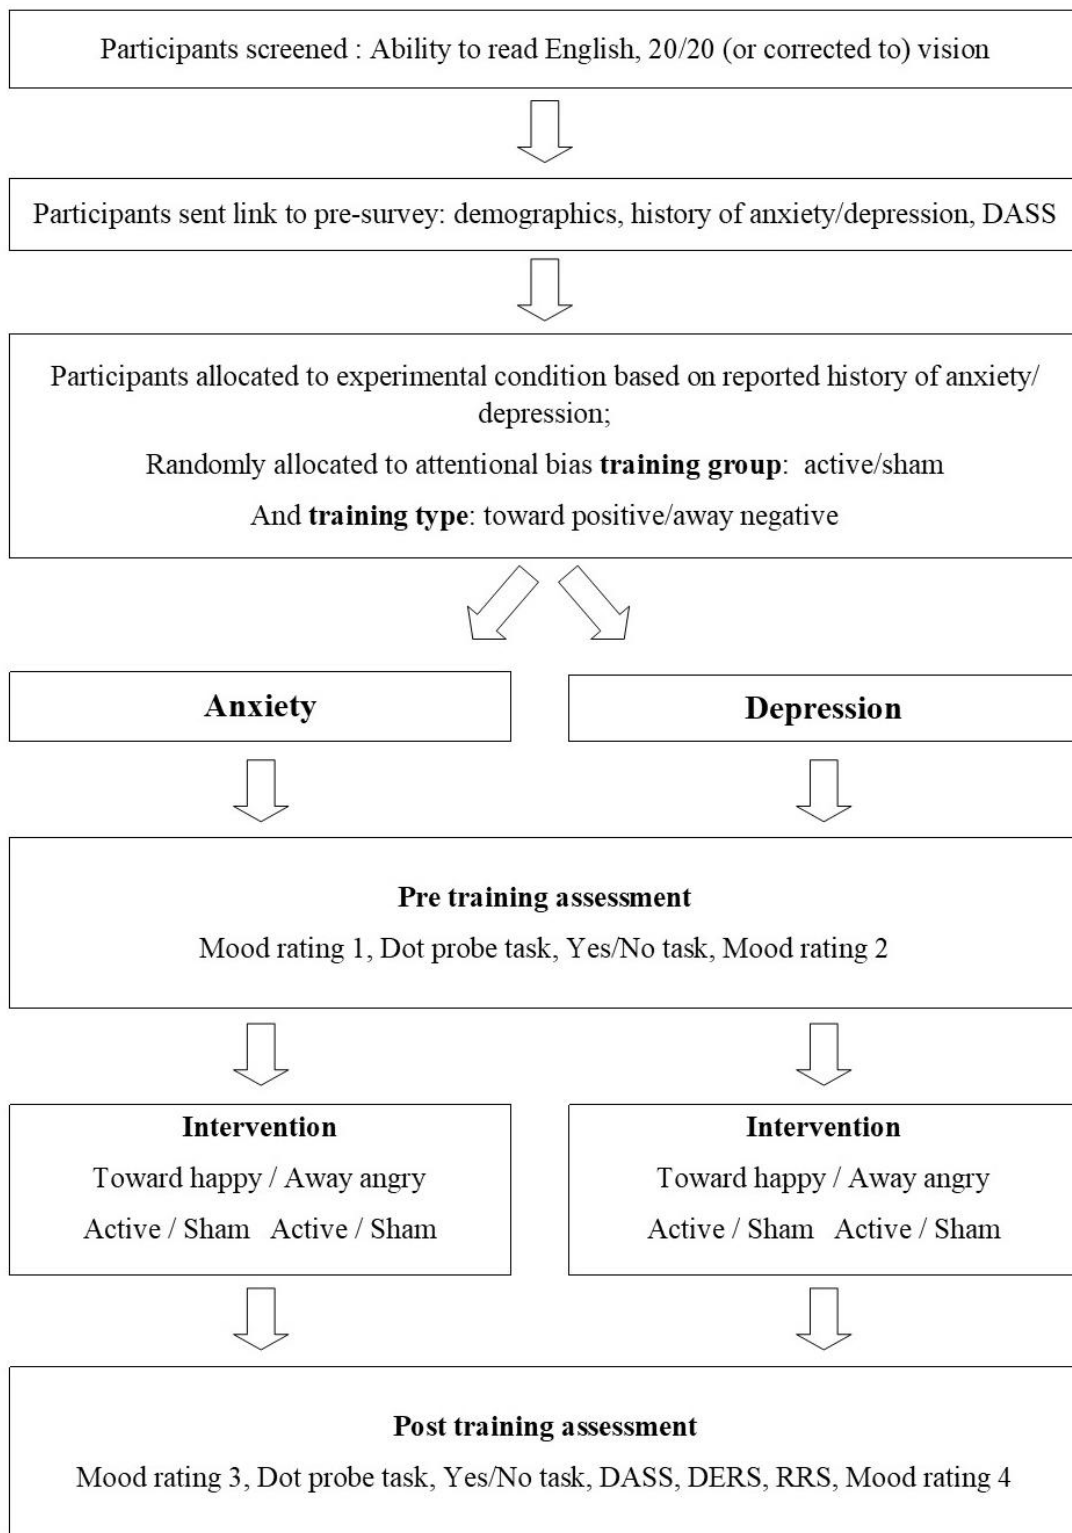 Participants screened : Ability to read English, 20/20 (or corrected to) vision
Participants sent link to pre-survey: demographics, history of anxiety/depression, DASS
Participants allocated to experimental condition based on reported history of anxiety/
depression;
Randomly allocated to attentional bias training group: active/sham
And training type: toward positive/away negative
Anxiety
Depression
Pre training assessment
Mood rating 1, Dot probe task, Yes/No task, Mood rating 2
Intervention
Toward happy / Away angry
Active / Sham Active / Sham
Intervention
Toward happy / Away angry
Active / Sham Active / Sham
Post training assessment
Mood rating 3, Dot probe task, Yes/No task, DASS, DERS, RRS, Mood rating 4